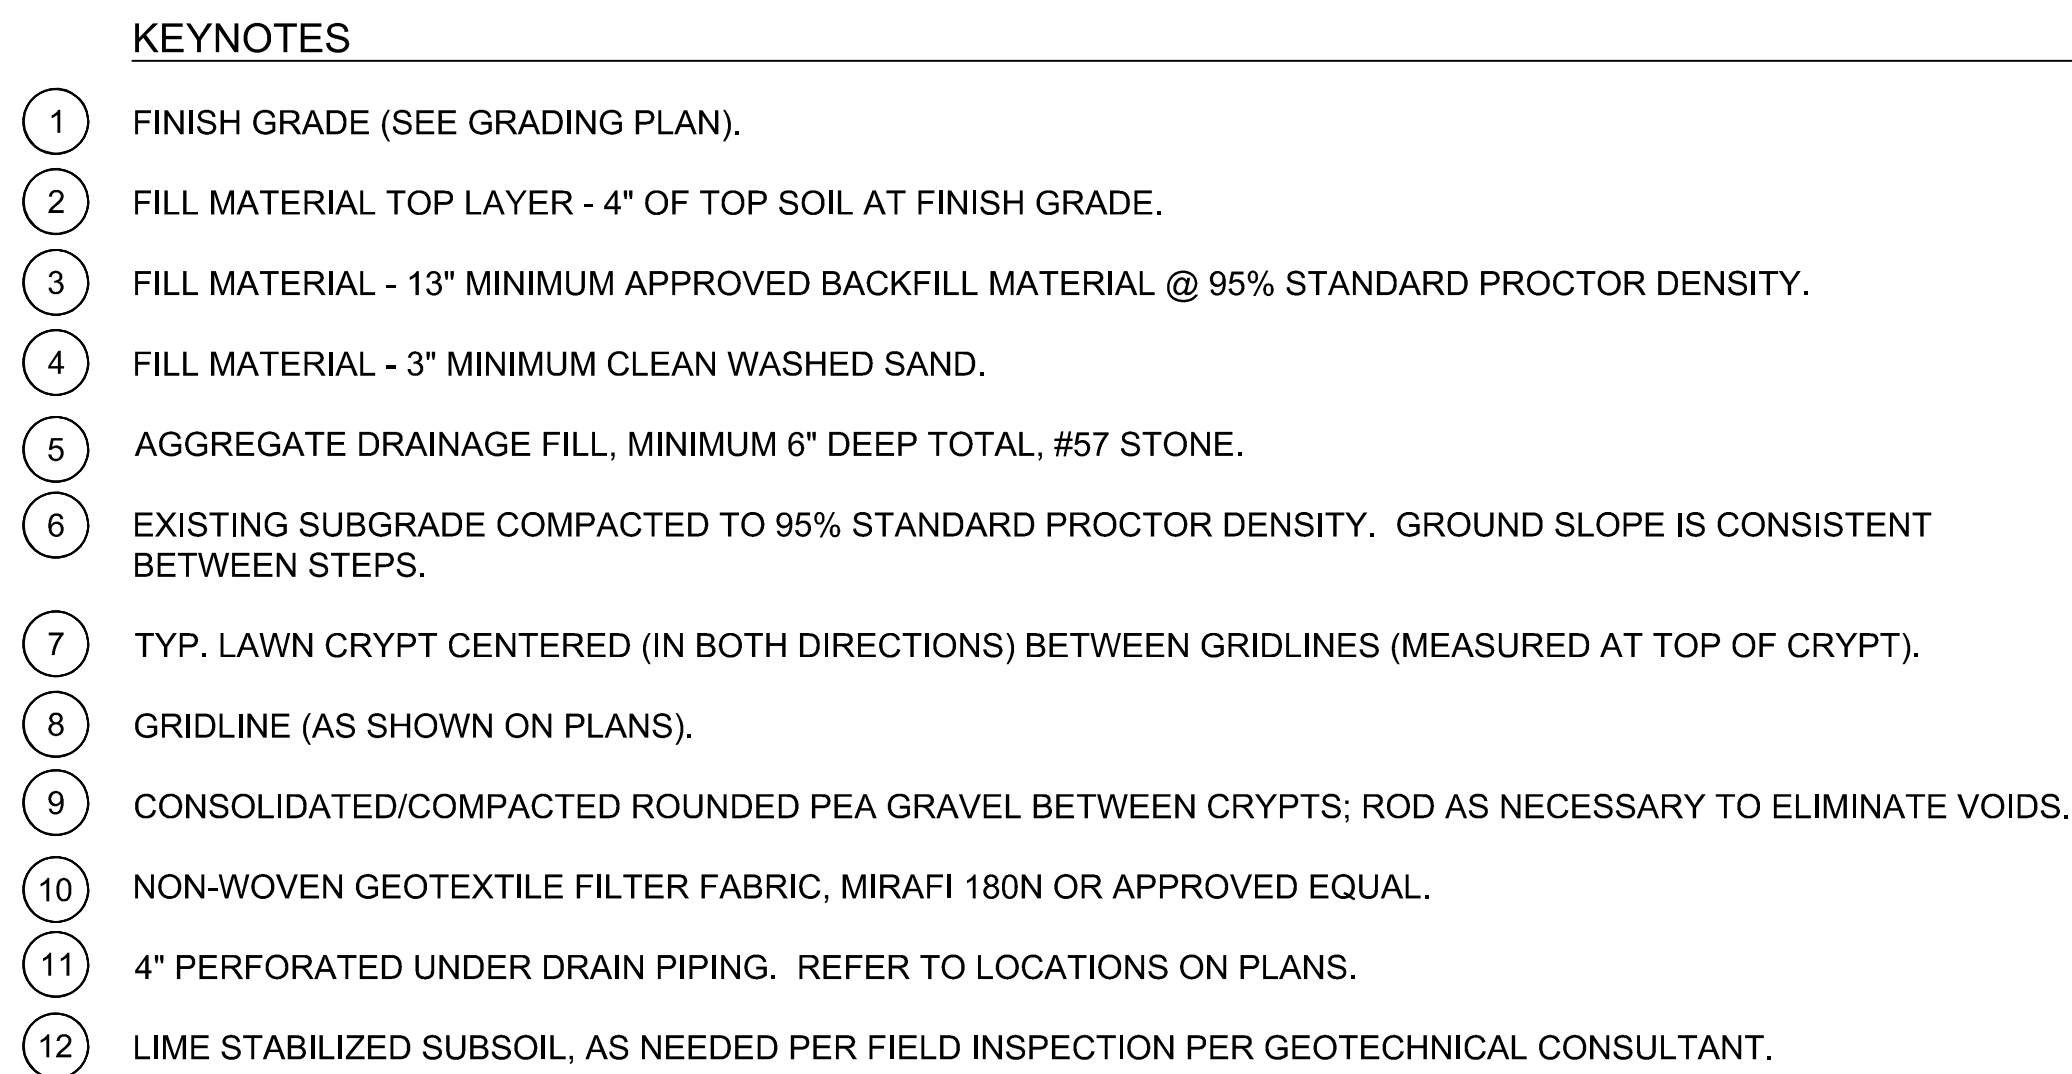 KEYNOTES
1 FINISH GRADE (SEE GRADING PLAN).
2 FILL MATERIAL TOP LAYER - 4" OF TOP SOIL AT FINISH GRADE.
3 FILL MATERIAL - 13" MINIMUM APPROVED BACKFILL MATERIAL @ 95% STANDARD PROCTOR DENSITY.
4 FILL MATERIAL - 3" MINIMUM CLEAN WASHED SAND.
5 AGGREGATE DRAINAGE FILL, MINIMUM 6" DEEP TOTAL, #57 STONE.
6 EXISTING SUBGRADE COMPACTED TO 95% STANDARD PROCTOR DENSITY. GROUND SLOPE IS CONSISTENT
BETWEEN STEPS.
7 TYP. LAWN CRYPT CENTERED (IN BOTH DIRECTIONS) BETWEEN GRIDLINES (MEASURED AT TOP OF CRYPT).
8 GRIDLINE (AS SHOWN ON PLANS).
9 CONSOLIDATED/COMPACTED ROUNDED PEA GRAVEL BETWEEN CRYPTS; ROD AS NECESSARY TO ELIMINATE VOIDS.
10 NON-WOVEN GEOTEXTILE FILTER FABRIC, MIRAFI 180N OR APPROVED EQUAL.
11 4" PERFORATED UNDER DRAIN PIPING. REFER TO LOCATIONS ON PLANS.
12 LIME STABILIZED SUBSOIL, AS NEEDED PER FIELD INSPECTION PER GEOTECHNICAL CONSULTANT.